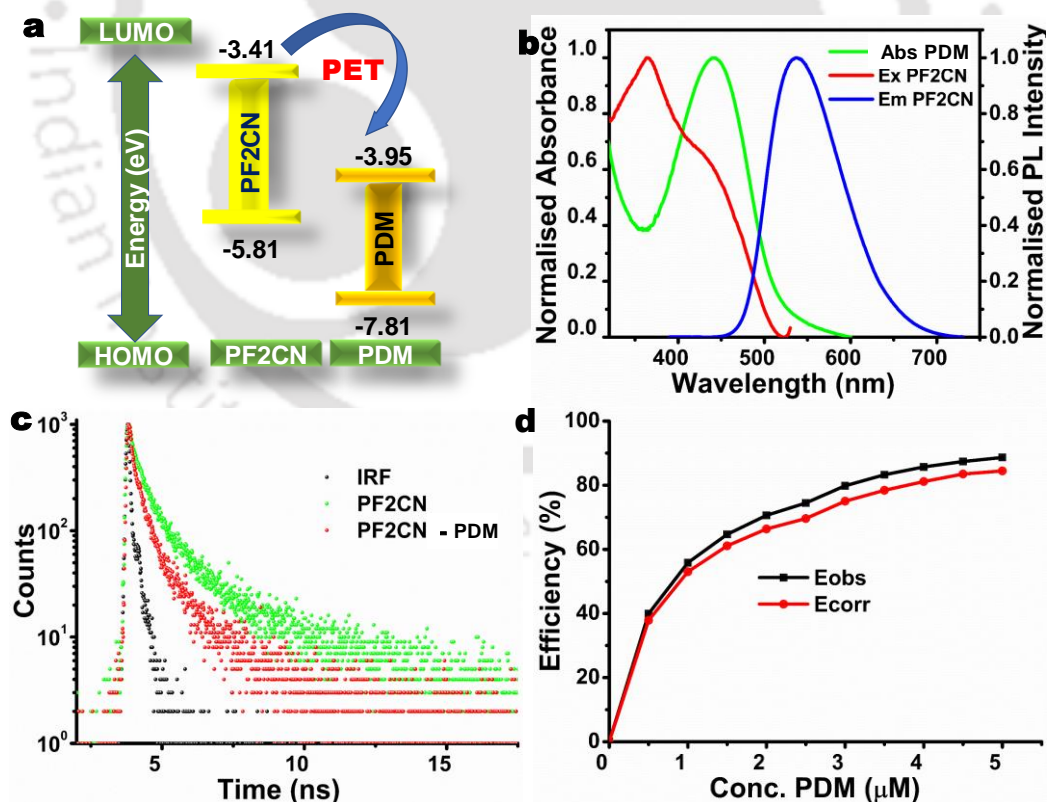 a
LUMO
-3.41
PET
-3.95
Energy (eV)
PF2CN
PDM
-5.81
-7.81
HOMO
PF2CN
PDM
b
Abs PDM
Ex PF2CN
Em PF2CN
Normalised Absorbance
1.0
0.8
0.6
0.4
0.2
0.0
Normalised PL Intensity
1.0
0.8
0.6
0.4
0.2
0.0
400 500 600 700
Wavelength (nm)
c
IRF
PF2CN
PF2CN - PDM
Counts
10³
10²
10¹
10⁰
5 10 15
Time (ns)
d
Eobs
Ecorr
Efficiency (%)
100
80
60
40
20
0
0 1 2 3 4 5
Conc. PDM (μM)
Indian